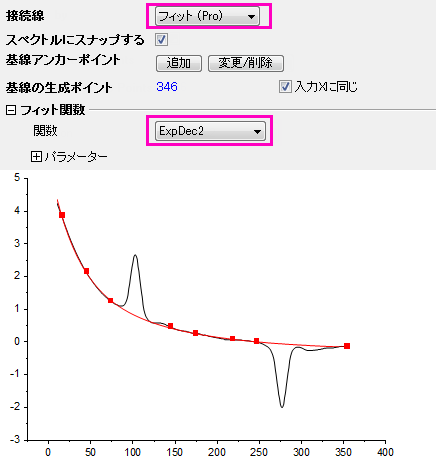 接続線 フィット (Pro)
スペクトルにスナップする
基線アンカーポイント 追加 変更/削除
基線の生成ポイント 346 入力Xに同じ
フィット関数
関数 ExpDec2
パラメーター
5
4
3
2
1
0
-1
-2
-3
0 50 100 150 200 250 300 350 400